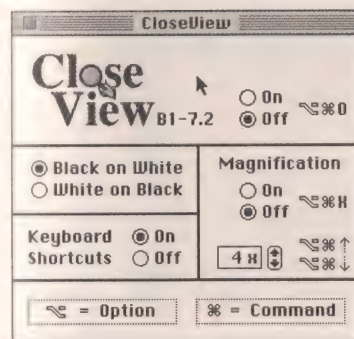 CloseView
Close
View B1-7.2
On
Off
⌥⌘O
Black on White
White on Black
Keyboard Shortcuts
On
Off
Magnification
On
Off
⌥⌘X
4x
⌥⌘↑
⌥⌘↓
⌥ = Option
⌘ = Command